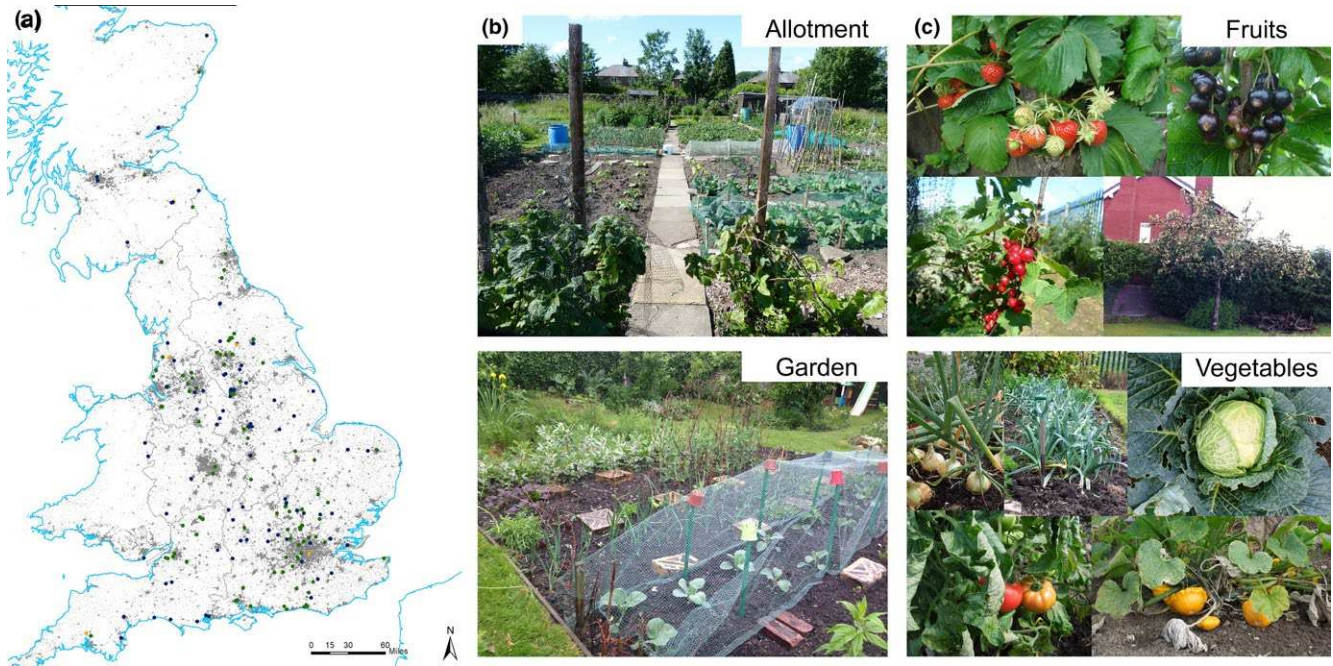 (a)
0 15 30 60
Miles
N
(b)
Allotment
Garden
(c)
Fruits
Vegetables